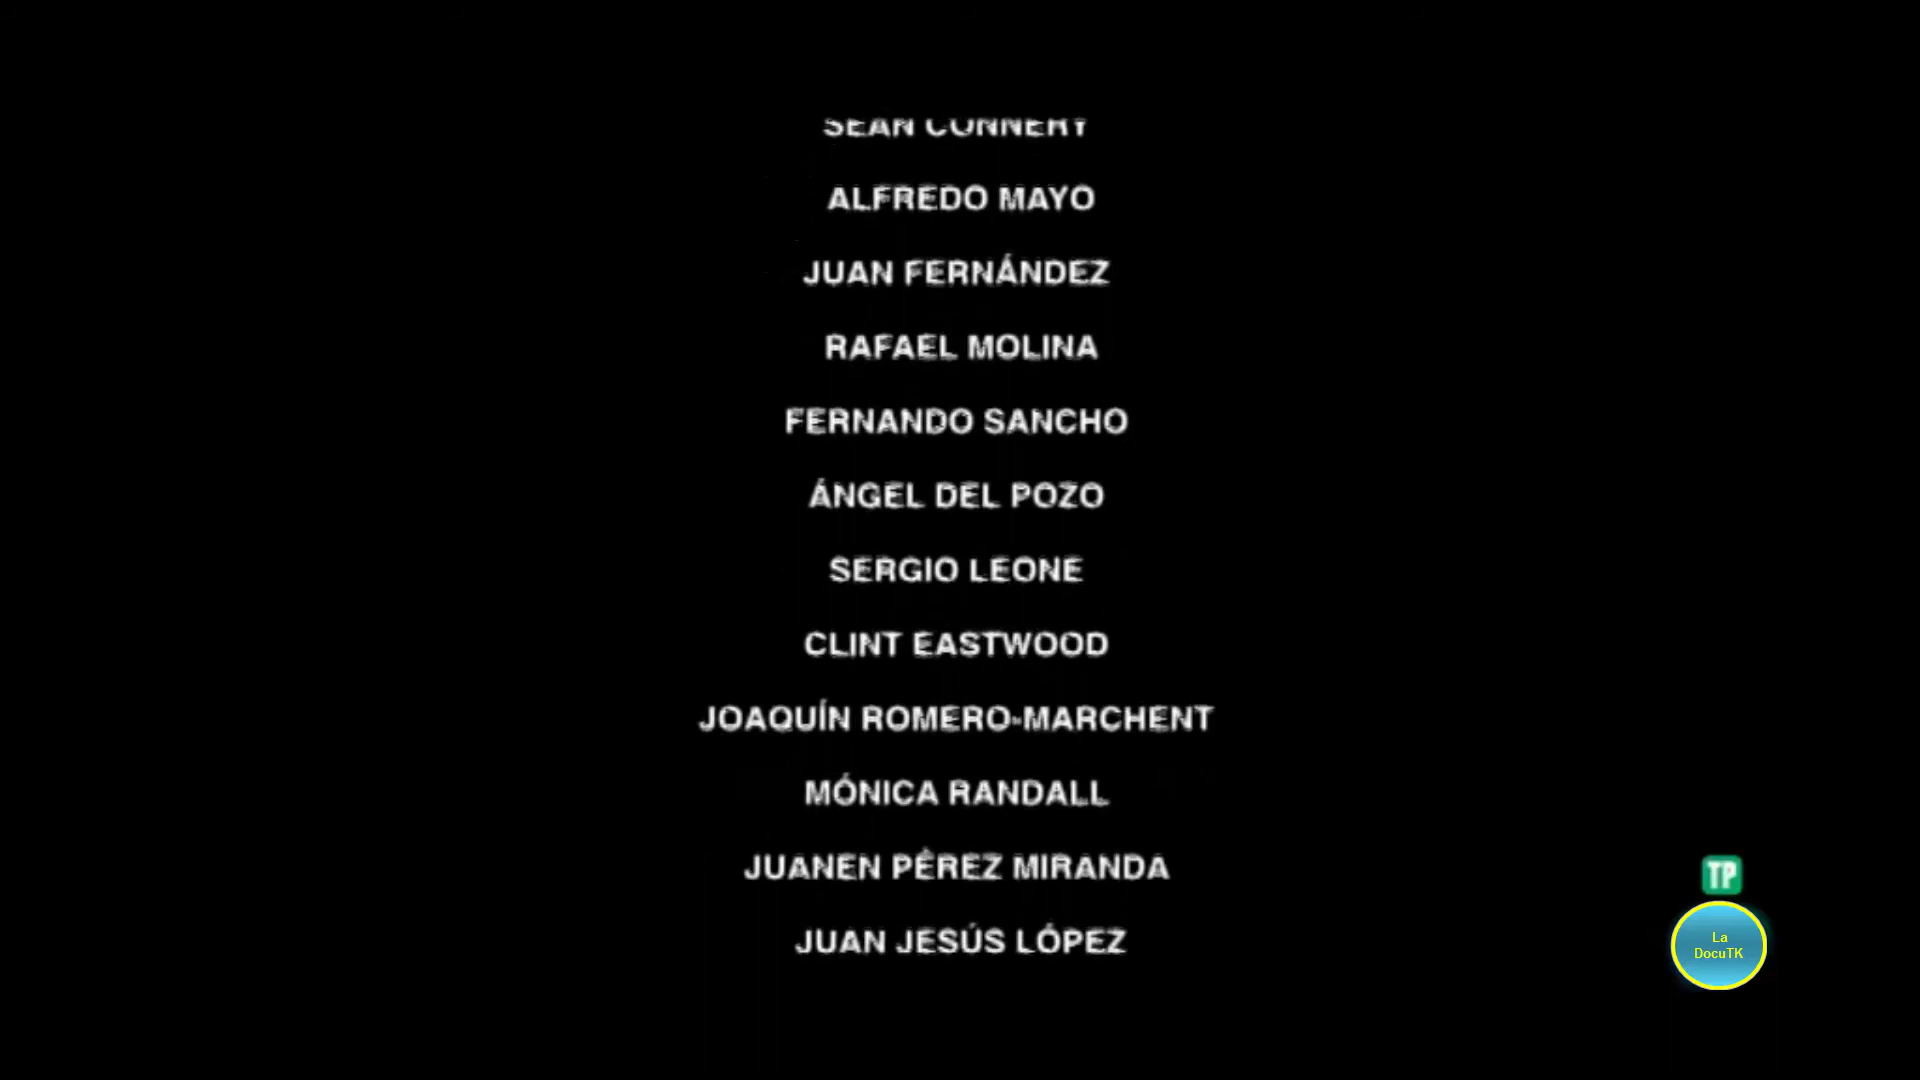 SEAN CONNERY
ALFREDO MAYO
JUAN FERNÁNDEZ
RAFAEL MOLINA
FERNANDO SANCHO
ÁNGEL DEL POZO
SERGIO LEONE
CLINT EASTWOOD
JOAQUÍN ROMERO-MARCHENT
MÓNICA RANDALL
JUANEN PÉREZ MIRANDA
JUAN JESÚS LÓPEZ
TP
La
DocuTK